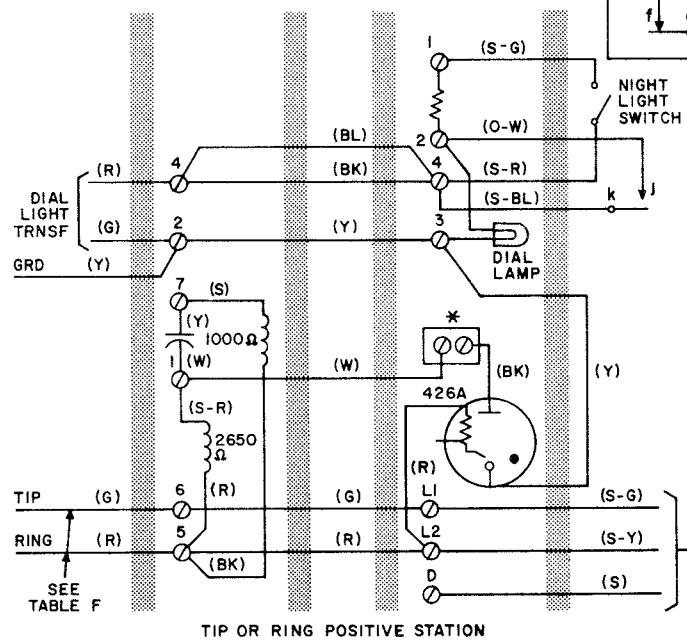 f
1
(S-G)
NIGHT
LIGHT
SWITCH
(BL)
2
(O-W)
(R)
4
(BK)
4
(S-R)
j
DIAL
LIGHT
TRNSF
(S-BL)
k
(G)
2
(Y)
3
GRD
(Y)
DIAL
LAMP
7
(S)
(Y)
1000Ω
*
1
(W)
(W)
(BK)
(Y)
426A
(S-R)
2650
Ω
(R)
(R)
TIP
(G)
6
(G)
L1
(S-G)
RING
(R)
5
(R)
L2
(S-Y)
(BK)
SEE
TABLE F
D
(S)
TIP OR RING POSITIVE STATION